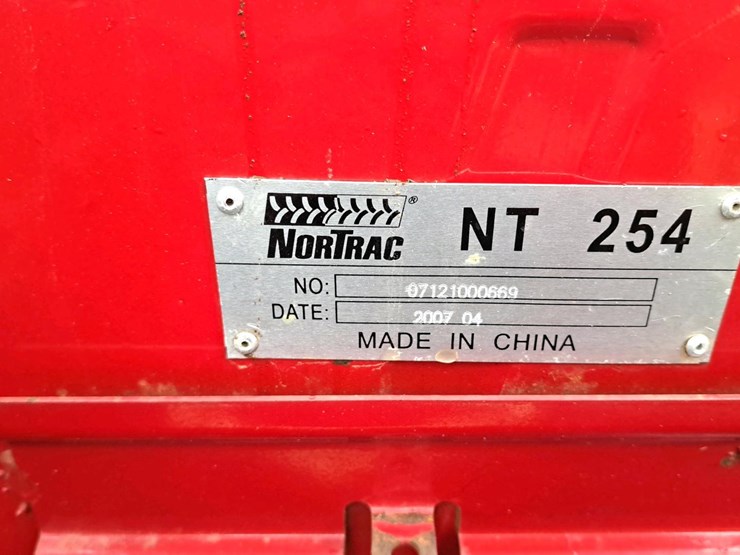 NORTRAC® NT 254
NO: 07121000669
DATE: 2007 04
MADE IN CHINA